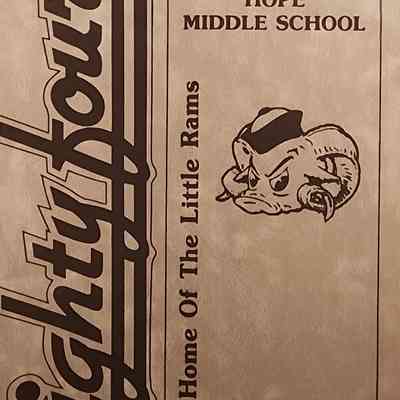 HOPE
MIDDLE SCHOOL
Home Of The Little Rams
ighty Four